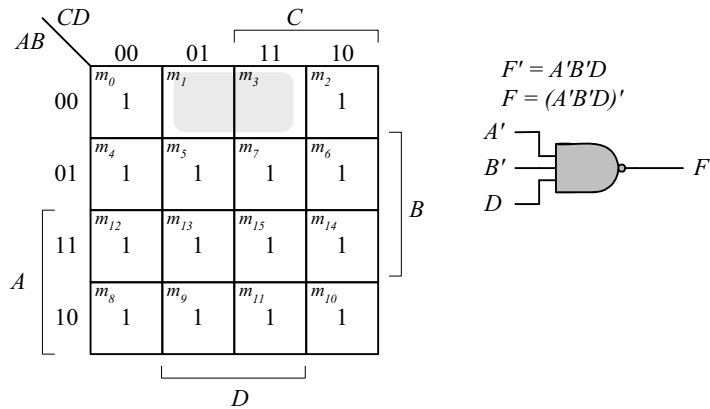 CD
C
AB
00 01 11 10
F' = A'B'D
F = (A'B'D)'
m0 m1 m3 m2
00 1 1
A'
m4 m5 m7 m6
01 1 1 1 1
B'
F
D
B
m12 m13 m15 m14
11 1 1 1 1
A
m8 m9 m11 m10
10 1 1 1 1
D